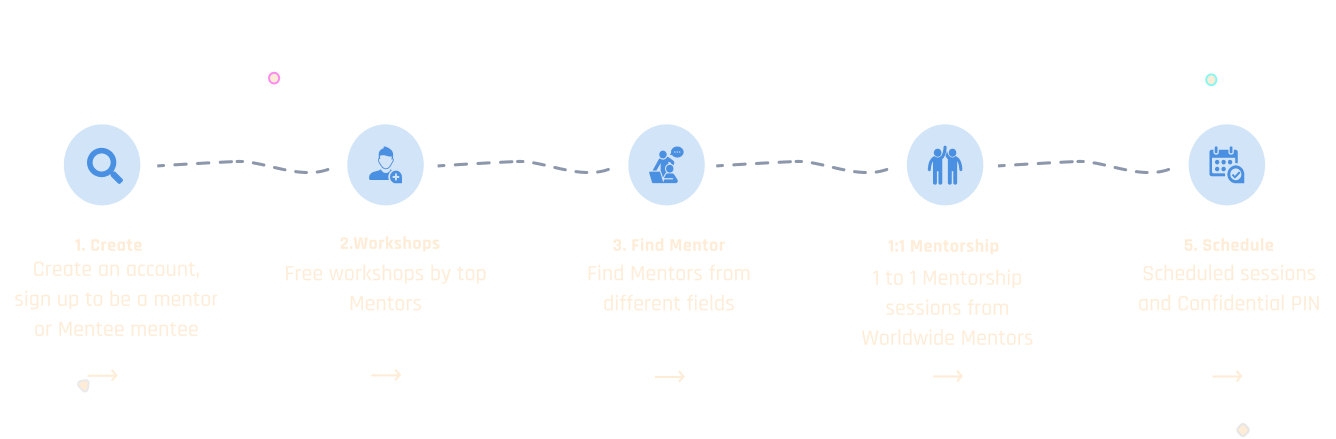 1. Create
Create an account,
sign up to be a mentor
or Mentee mentee
2.Workshops
Free workshops by top
Mentors
3. Find Mentor
Find Mentors from
different fields
1:1 Mentorship
1 to 1 Mentorship
sessions from
Worldwide Mentors
5. Schedule
Scheduled sessions
and Confidential PIN